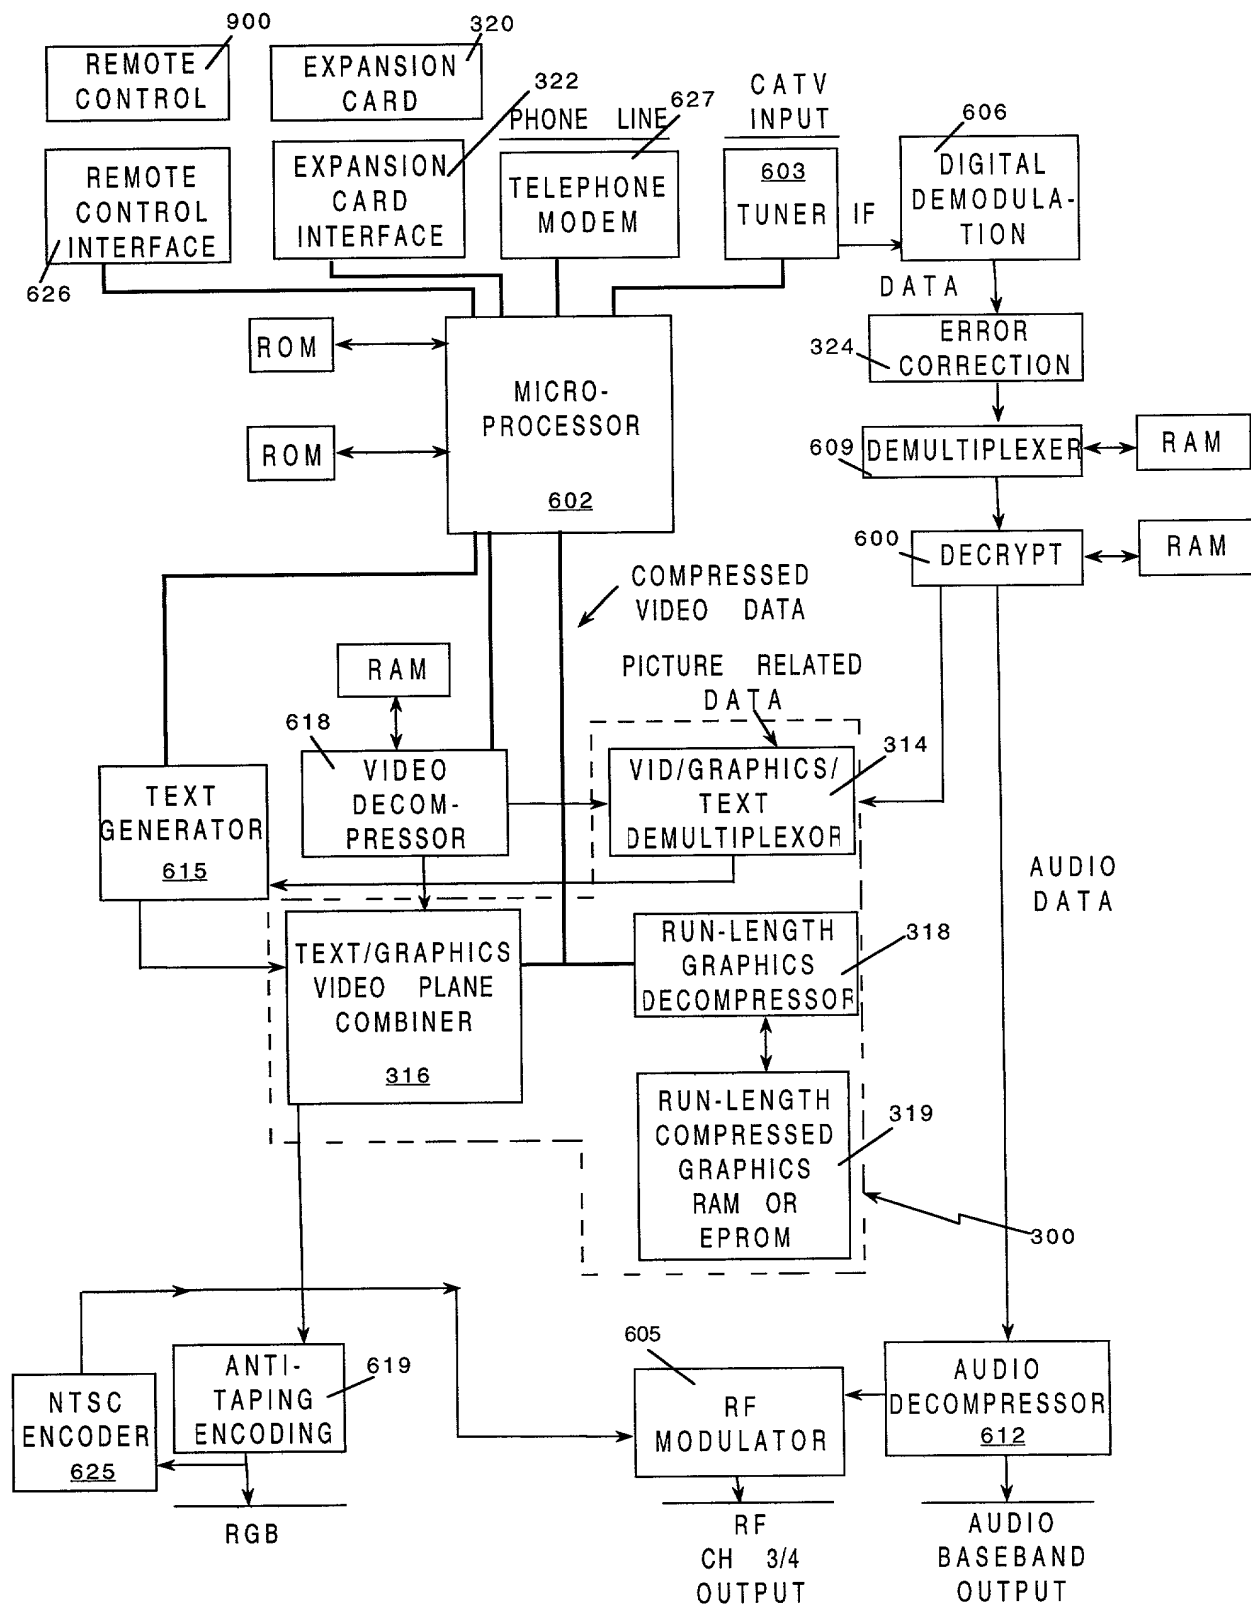 900
320
REMOTE
CONTROL
EXPANSION
CARD
322
627
PHONE LINE
CATV
INPUT
606
REMOTE
CONTROL
INTERFACE
626
EXPANSION
CARD
INTERFACE
TELEPHONE
MODEM
603
TUNER
IF
DIGITAL
DEMODULA-
TION
DATA
ROM
ROM
MICRO-
PROCESSOR
602
324
ERROR
CORRECTION
609
DEMULTIPLEXER
RAM
600
DECRYPT
RAM
COMPRESSED
VIDEO DATA
PICTURE RELATED
DATA
RAM
618
VIDEO
DECOM-
PRESSOR
VID/GRAPHICS/
TEXT
DEMULTIPLEXOR
314
TEXT
GENERATOR
615
AUDIO
DATA
TEXT/GRAPHICS
VIDEO PLANE
COMBINER
316
RUN-LENGTH
GRAPHICS
DECOMPRESSOR
318
RUN-LENGTH
COMPRESSED
GRAPHICS
RAM OR
EPROM
319
300
NTSC
ENCODER
625
ANTI-
TAPING
ENCODING
619
605
RF
MODULATOR
AUDIO
DECOMPRESSOR
612
RGB
RF
CH 3/4
OUTPUT
AUDIO
BASEBAND
OUTPUT